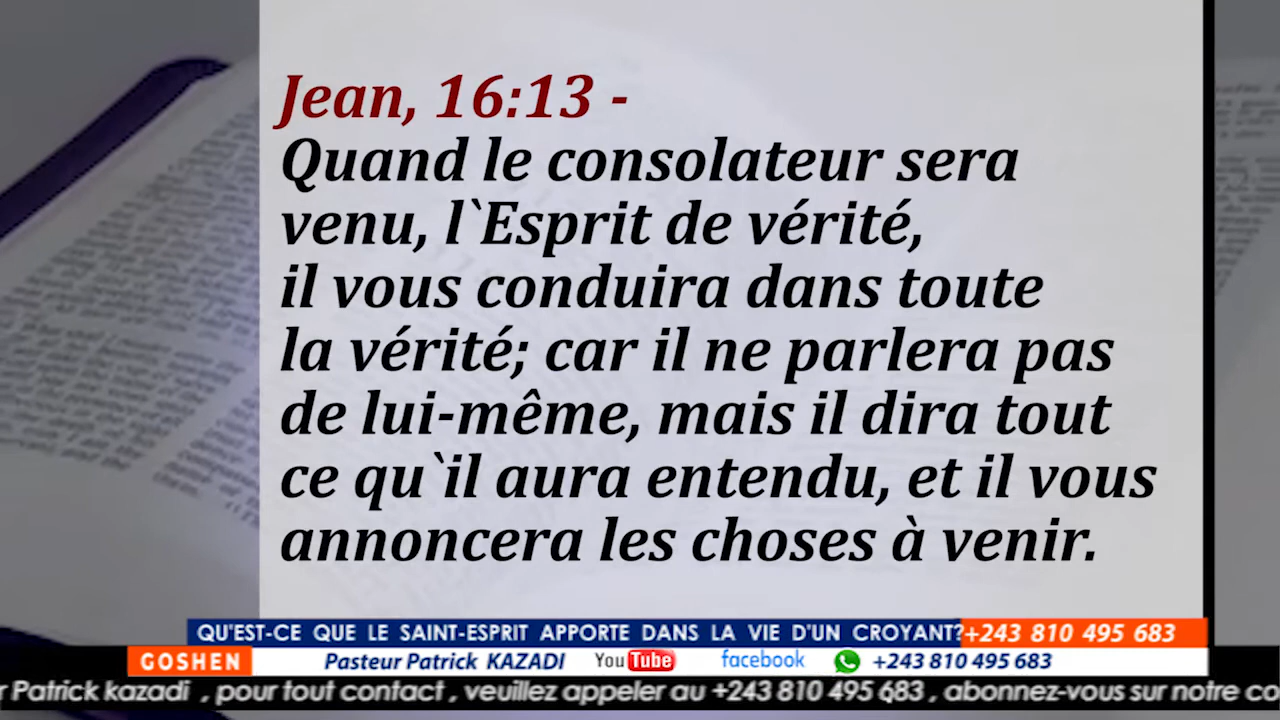 Jean, 16:13 -
Quand le consolateur sera
venu, l`Esprit de vérité,
il vous conduira dans toute
la vérité; car il ne parlera pas
de lui-même, mais il dira tout
ce qu`il aura entendu, et il vous
annoncera les choses à venir.
QU'EST-CE QUE LE SAINT-ESPRIT APPORTE DANS LA VIE D'UN CROYANT? +243 810 495 683
GOSHEN Pasteur Patrick KAZADI YouTube facebook +243 810 495 683
r Patrick kazadi , pour tout contact , veuillez appeler au +243 810 495 683 , abonnez-vous sur notre co